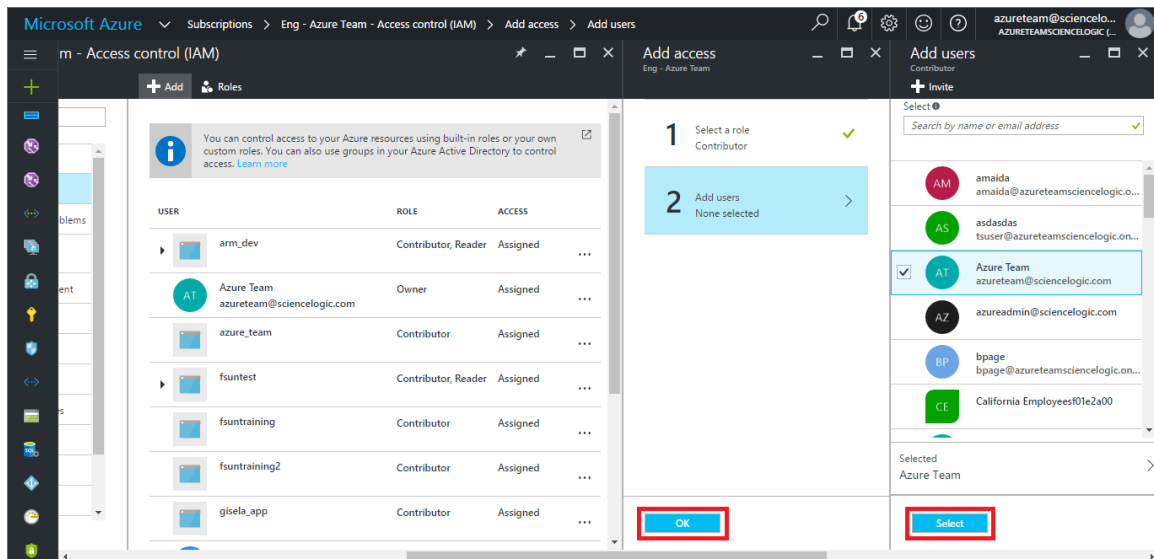 Microsoft Azure Subscriptions > Eng - Azure Team - Access control (IAM) > Add access > Add users
6
azureteam@sciencelo...
AZURETEAMSCIENCELOGIC (...
m - Access control (IAM)
Add
Roles
blems
ent
es
SQL
You can control access to your Azure resources using built-in roles or your own
custom roles. You can also use groups in your Azure Active Directory to control
access. Learn more
USER ROLE ACCESS
arm_dev Contributor, Reader Assigned ...
AT
Azure Team Owner Assigned ...
azureteam@sciencelogic.com
azure_team Contributor Assigned ...
fsuntest Contributor, Reader Assigned ...
fsuntraining Contributor Assigned ...
fsuntraining2 Contributor Assigned ...
gisela_app Contributor Assigned ...
Add access
Eng - Azure Team
1 Select a role
Contributor
2 Add users
None selected
OK
Add users
Contributor
Invite
Select
Search by name or email address
AM
amaida
amaida@azureteamsciencelogic.o...
AS
asdasdas
tsuser@azureteamsciencelogic.on...
AT
Azure Team
azureteam@sciencelogic.com
AZ
azureadmin@sciencelogic.com
BP
bpage
bpage@azureteamsciencelogic.on...
CE
California Employeesf01e2a00
Selected
Azure Team
Select